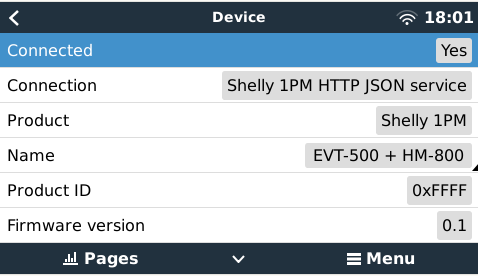 Device 18:01
Connected Yes
Connection Shelly 1PM HTTP JSON service
Product Shelly 1PM
Name EVT-500 + HM-800
Product ID 0xFFFF
Firmware version 0.1
Pages Menu